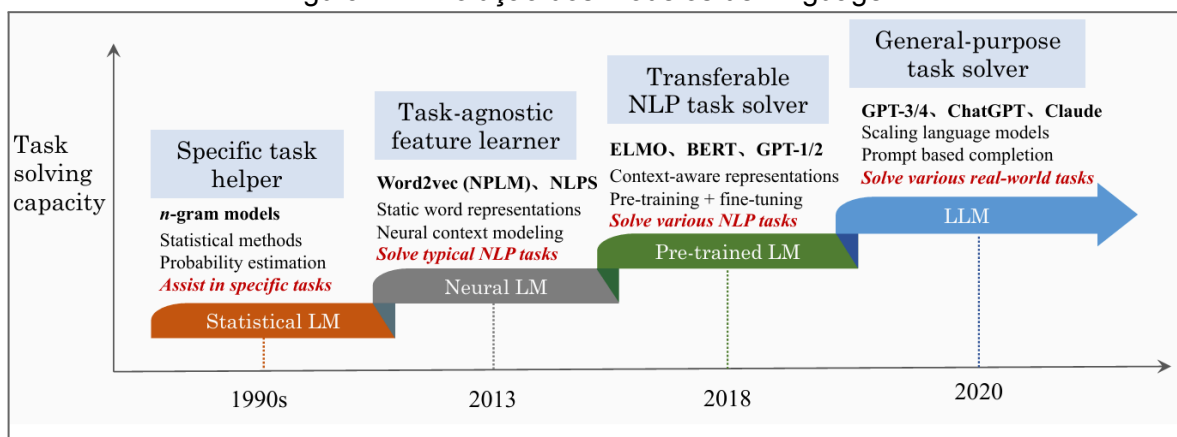 Task
solving
capacity
Specific task
helper
n-gram models
Statistical methods
Probability estimation
Assist in specific tasks
Statistical LM
1990s
Task-agnostic
feature learner
Word2vec (NPLM)、NLPS
Static word representations
Neural context modeling
Solve typical NLP tasks
Neural LM
2013
Transferable
NLP task solver
ELMO、BERT、GPT-1/2
Context-aware representations
Pre-training + fine-tuning
Solve various NLP tasks
Pre-trained LM
2018
General-purpose
task solver
GPT-3/4、ChatGPT、Claude
Scaling language models
Prompt based completion
Solve various real-world tasks
LLM
2020